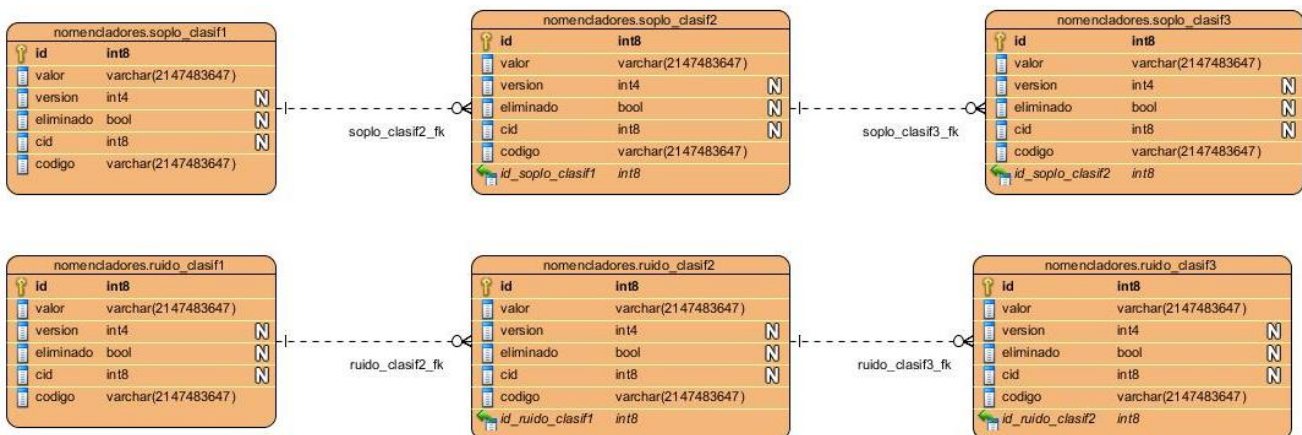 nomencladores.soplo_clasif1
id int8
valor varchar(2147483647)
version int4 N
eliminado bool N
cid int8 N
codigo varchar(2147483647)
soplo_clasif2_fk
nomencladores.soplo_clasif2
id int8
valor varchar(2147483647)
version int4 N
eliminado bool N
cid int8 N
codigo varchar(2147483647)
id_soplo_clasif1 int8
soplo_clasif3_fk
nomencladores.soplo_clasif3
id int8
valor varchar(2147483647)
version int4 N
eliminado bool N
cid int8 N
codigo varchar(2147483647)
id_soplo_clasif2 int8
nomencladores.ruido_clasif1
id int8
valor varchar(2147483647)
version int4 N
eliminado bool N
cid int8 N
codigo varchar(2147483647)
ruido_clasif2_fk
nomencladores.ruido_clasif2
id int8
valor varchar(2147483647)
version int4 N
eliminado bool N
cid int8 N
codigo varchar(2147483647)
id_ruido_clasif1 int8
ruido_clasif3_fk
nomencladores.ruido_clasif3
id int8
valor varchar(2147483647)
version int4 N
eliminado bool N
cid int8 N
codigo varchar(2147483647)
id_ruido_clasif2 int8